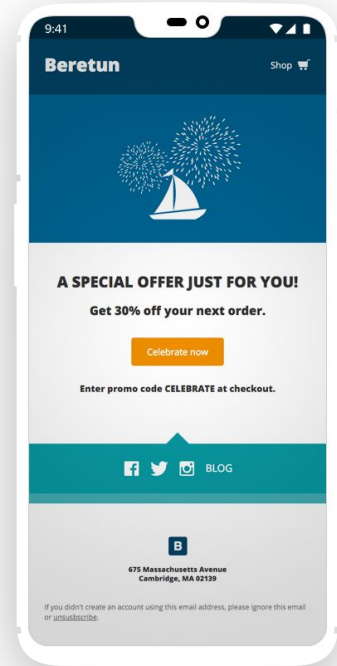 9:41
Beretun
Shop
A SPECIAL OFFER JUST FOR YOU!
Get 30% off your next order.
Celebrate now
Enter promo code CELEBRATE at checkout.
BLOG
B
675 Massachusetts Avenue
Cambridge, MA 02139
If you didn't create an account using this email address, please ignore this email
or unsusbscribe.